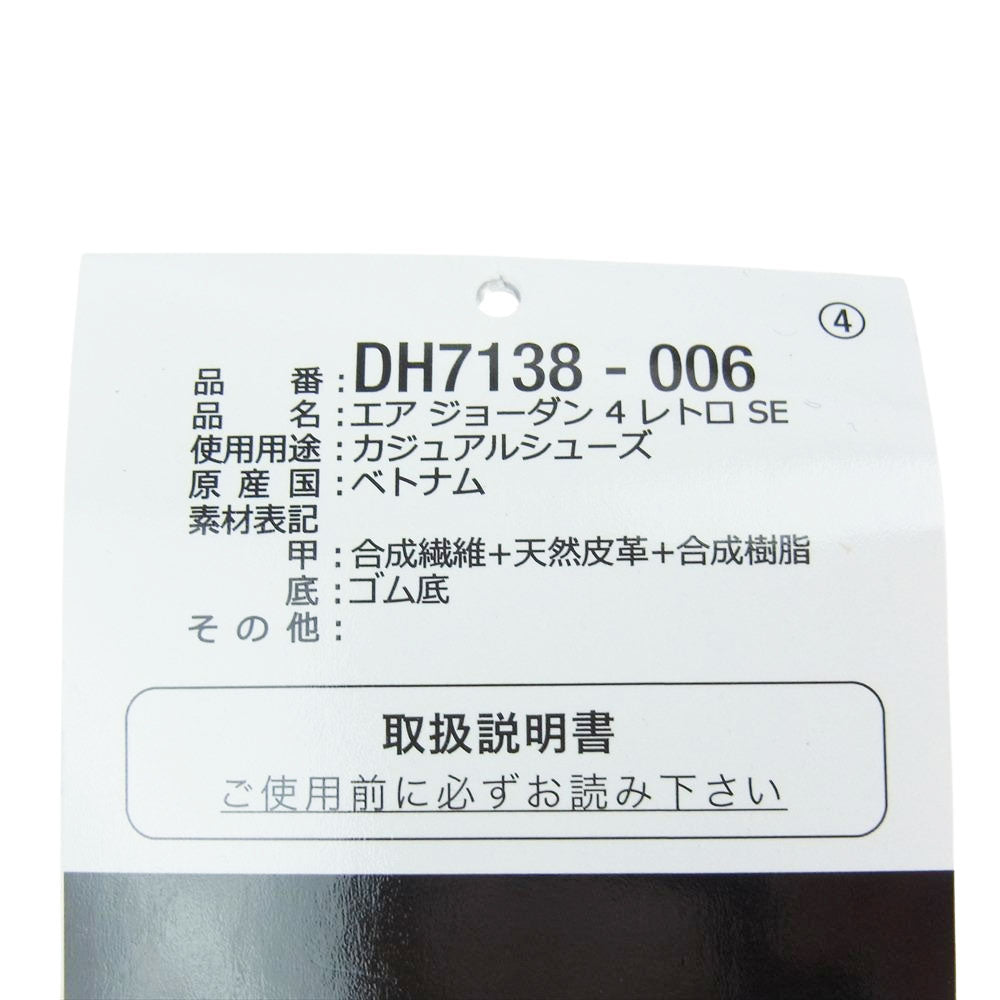 ④
品番:DH7138 - 006
品名:エア ジョーダン 4 レトロ SE
使用用途:カジュアルシューズ
原産国:ベトナム
素材表記
甲:合成繊維+天然皮革+合成樹脂
底:ゴム底
その他:
取扱説明書
ご使用前に必ずお読み下さい